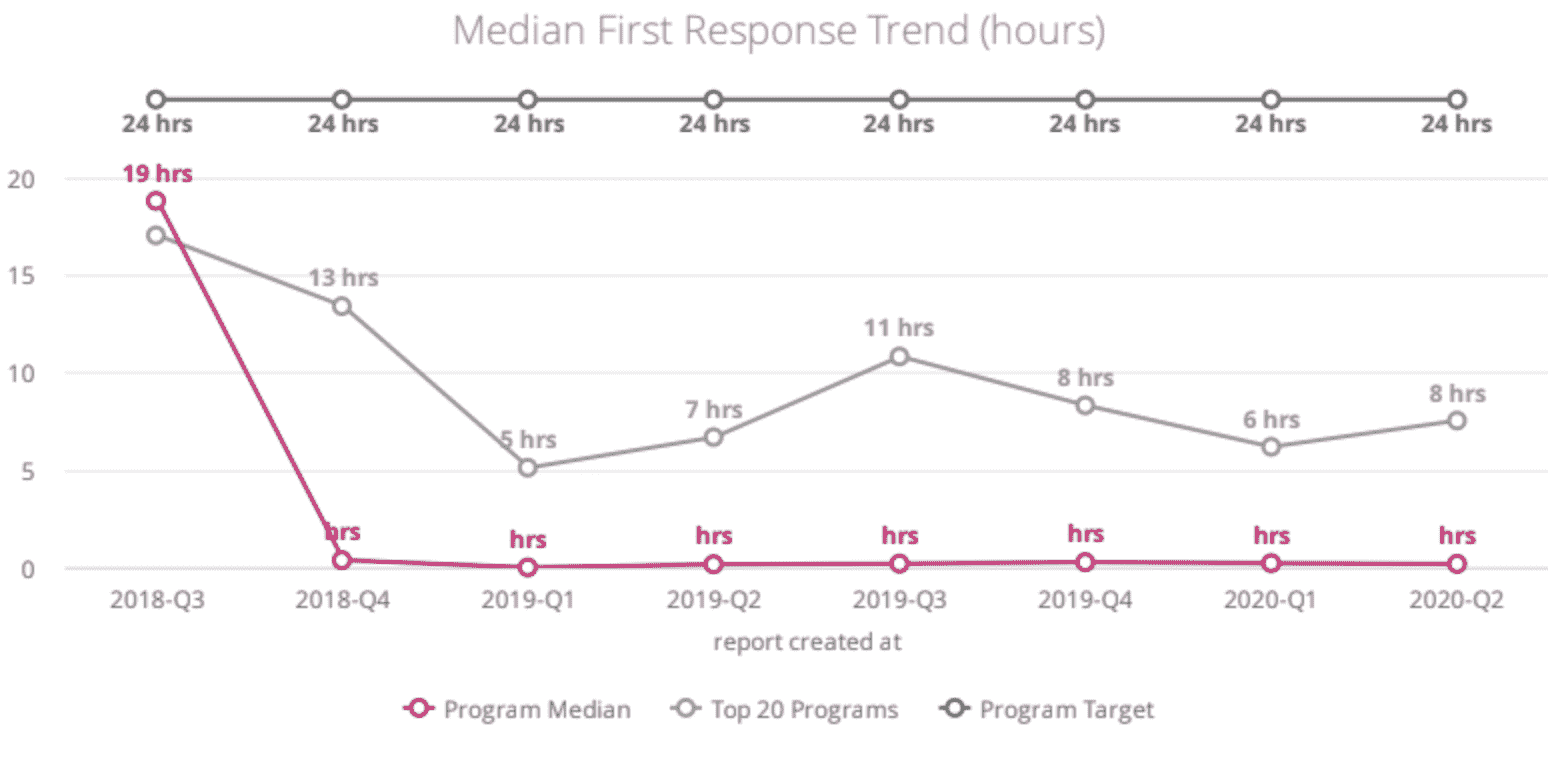 Median First Response Trend (hours)
24 hrs 24 hrs 24 hrs 24 hrs 24 hrs 24 hrs 24 hrs 24 hrs
20
19 hrs
15
13 hrs
11 hrs
10
8 hrs
8 hrs
7 hrs
6 hrs
5 hrs
5
hrs hrs hrs hrs hrs hrs hrs
0
2018-Q3 2018-Q4 2019-Q1 2019-Q2 2019-Q3 2019-Q4 2020-Q1 2020-Q2
report created at
Program Median Top 20 Programs Program Target